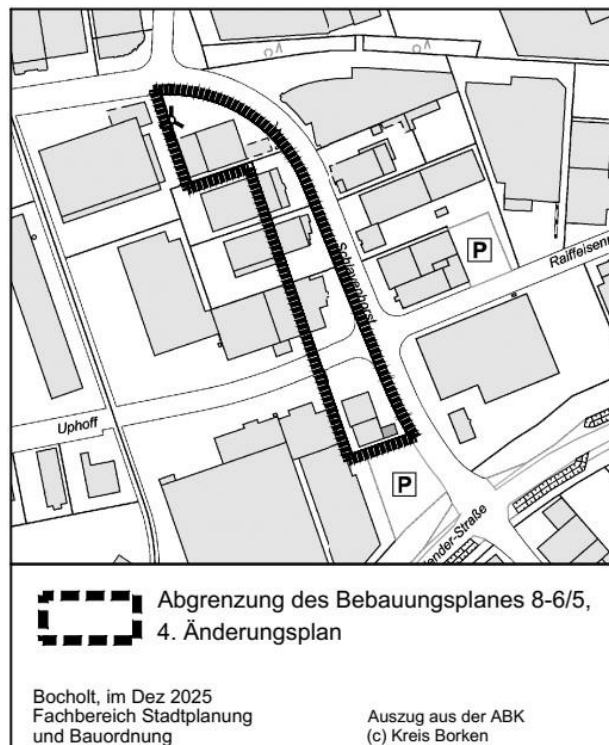 P
Schlavenhorst
Uphoff
P
Abgrenzung des Bebauungsplanes 8-6/5,
4. Änderungsplan
Bocholt, im Dez 2025
Fachbereich Stadtplanung
und Bauordnung
Auszug aus der ABK
(c) Kreis Borken